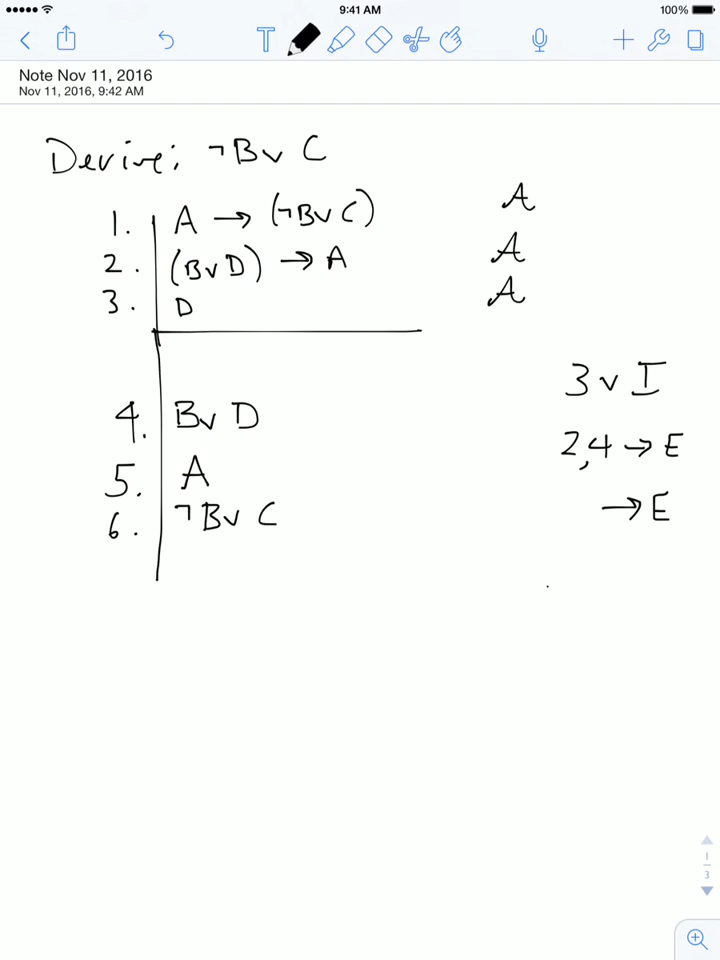 9:41 AM
100%
T
Note Nov 11, 2016
Nov 11, 2016, 9:42 AM
Derive: ¬B∨C
1. A → (¬B∨C) A
2. (B∨D) → A A
3. D A
4. B∨D 3 ∨ I
5. A 2,4 → E
6. ¬B∨C → E
1
3